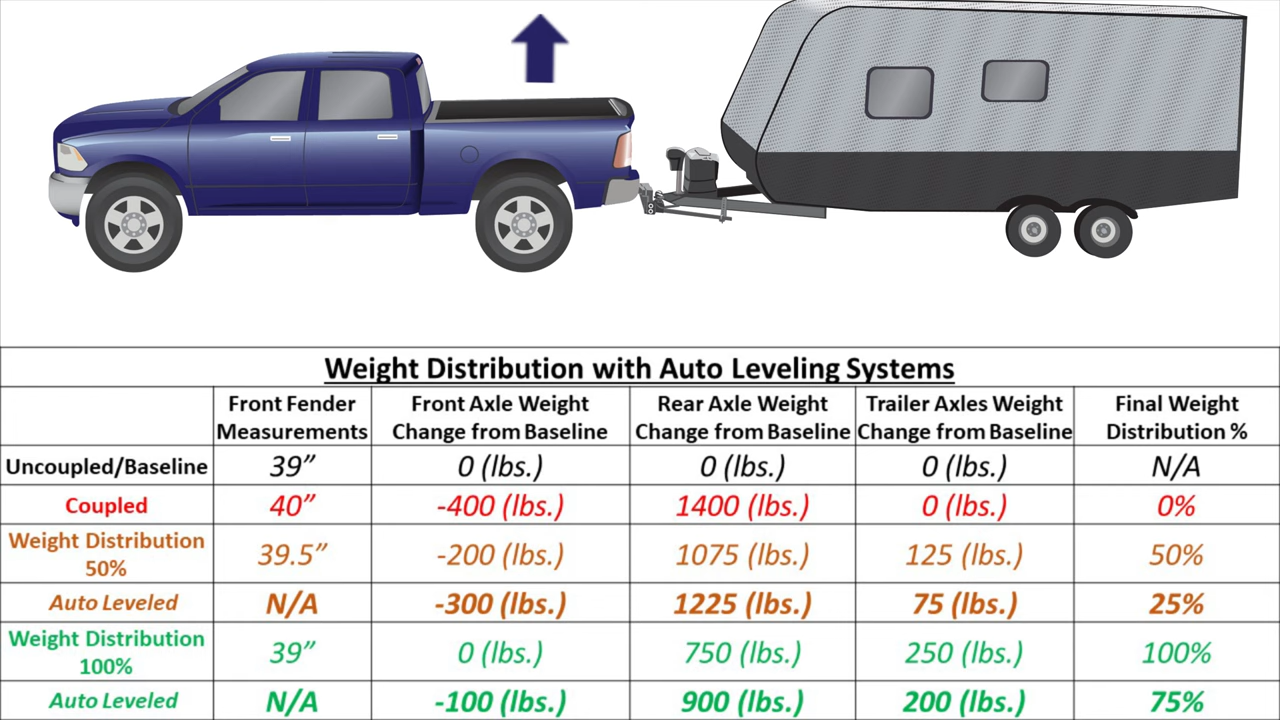 Weight Distribution with Auto Leveling Systems
Front Fender Measurements Front Axle Weight Change from Baseline Rear Axle Weight Change from Baseline Trailer Axles Weight Change from Baseline Final Weight Distribution %
Uncoupled/Baseline 39” 0 (lbs.) 0 (lbs.) 0 (lbs.) N/A
Coupled 40” -400 (lbs.) 1400 (lbs.) 0 (lbs.) 0%
Weight Distribution 50% 39.5” -200 (lbs.) 1075 (lbs.) 125 (lbs.) 50%
Auto Leveled N/A -300 (lbs.) 1225 (lbs.) 75 (lbs.) 25%
Weight Distribution 100% 39” 0 (lbs.) 750 (lbs.) 250 (lbs.) 100%
Auto Leveled N/A -100 (lbs.) 900 (lbs.) 200 (lbs.) 75%